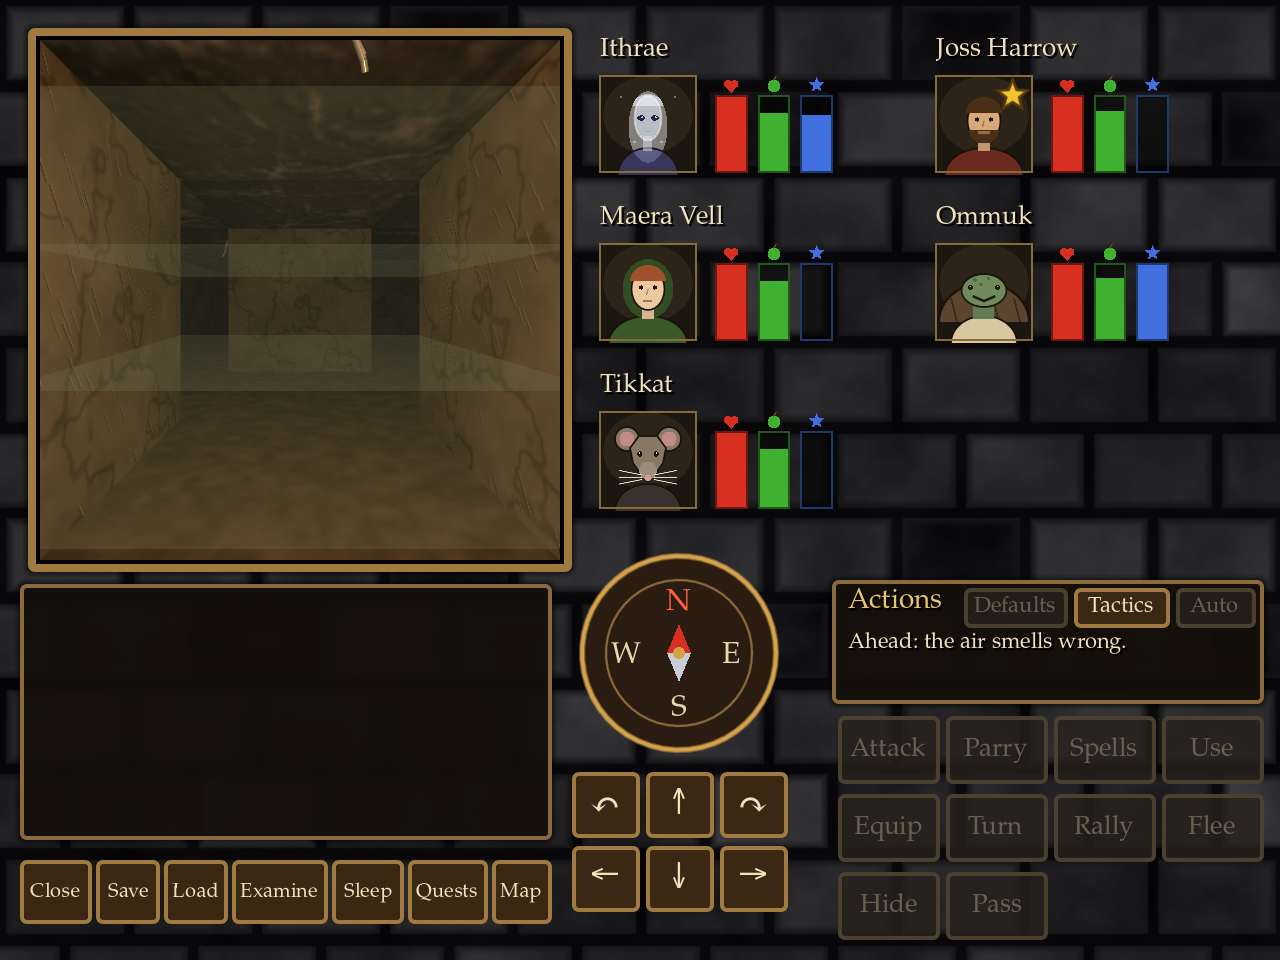 Ithrae
Joss Harrow
Maera Vell
Ommuk
Tikkat
N
W
E
S
Actions
Defaults
Tactics
Auto
Ahead: the air smells wrong.
Attack
Parry
Spells
Use
Equip
Turn
Rally
Flee
Hide
Pass
Close
Save
Load
Examine
Sleep
Quests
Map